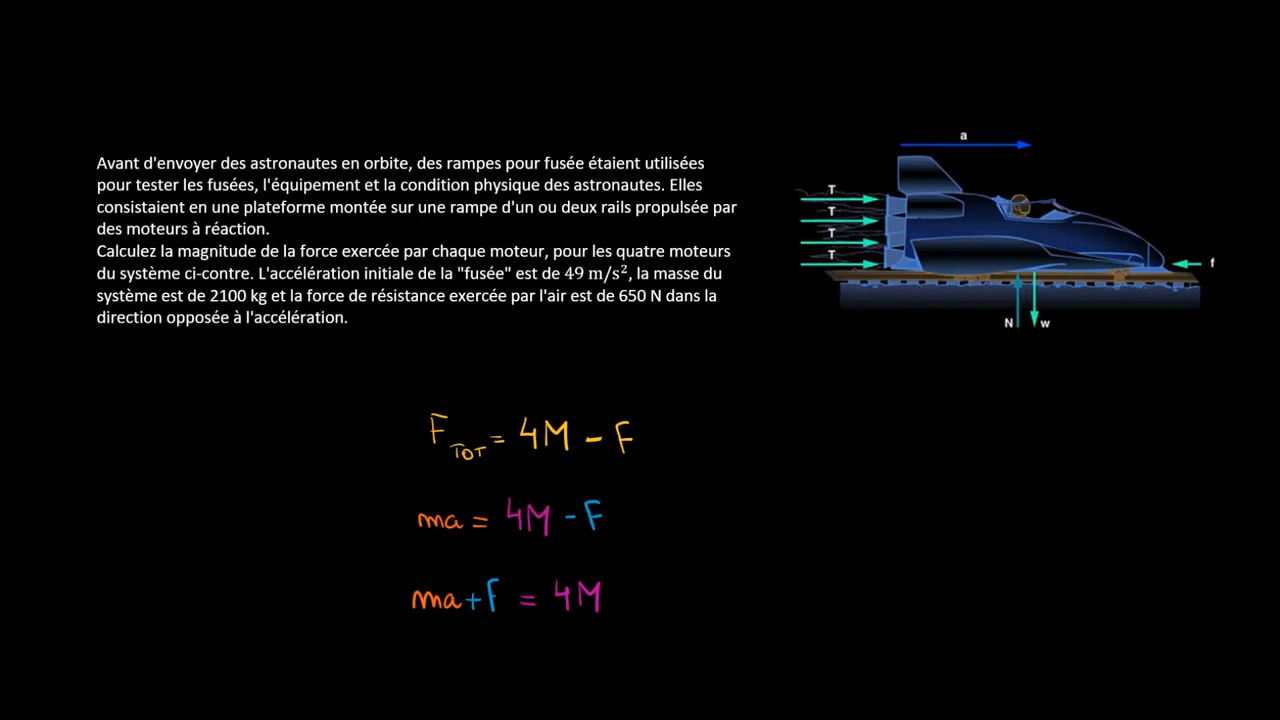 Avant d'envoyer des astronautes en orbite, des rampes pour fusée étaient utilisées
pour tester les fusées, l'équipement et la condition physique des astronautes. Elles
consistaient en une plateforme montée sur une rampe d'un ou deux rails propulsée par
des moteurs à réaction.
Calculez la magnitude de la force exercée par chaque moteur, pour les quatre moteurs
du système ci-contre. L'accélération initiale de la "fusée" est de 49 m/s², la masse du
système est de 2100 kg et la force de résistance exercée par l'air est de 650 N dans la
direction opposée à l'accélération.
a
T
T
T
T
f
N
w
F_TOT = 4M - F
ma = 4M - F
ma + F = 4M